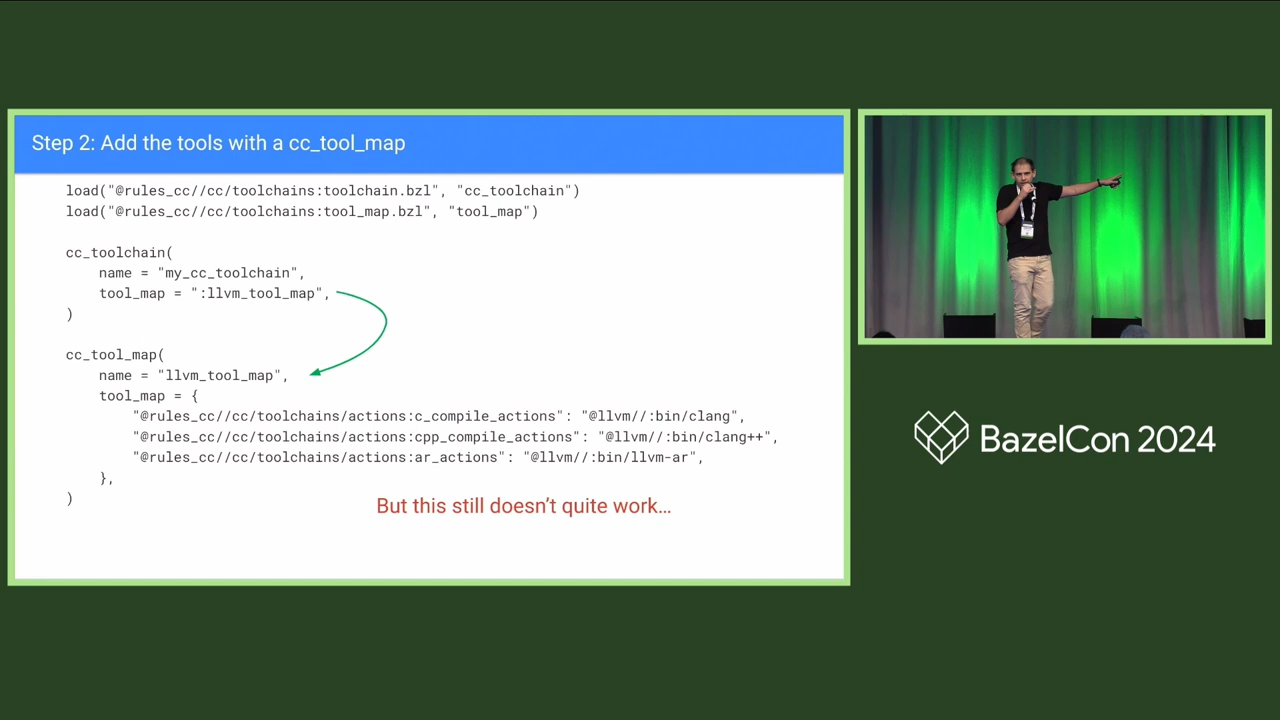 Step 2: Add the tools with a cc_tool_map
load("@rules_cc//cc/toolchains:toolchain.bzl", "cc_toolchain")
load("@rules_cc//cc/toolchains:tool_map.bzl", "tool_map")
cc_toolchain(
    name = "my_cc_toolchain",
    tool_map = ":llvm_tool_map",
)
cc_tool_map(
    name = "llvm_tool_map",
    tool_map = {
        "@rules_cc//cc/toolchains/actions:c_compile_actions": "@llvm//:bin/clang",
        "@rules_cc//cc/toolchains/actions:cpp_compile_actions": "@llvm//:bin/clang++",
        "@rules_cc//cc/toolchains/actions:ar_actions": "@llvm//:bin/llvm-ar",
    },
)
But this still doesn’t quite work…
BazelCon 2024